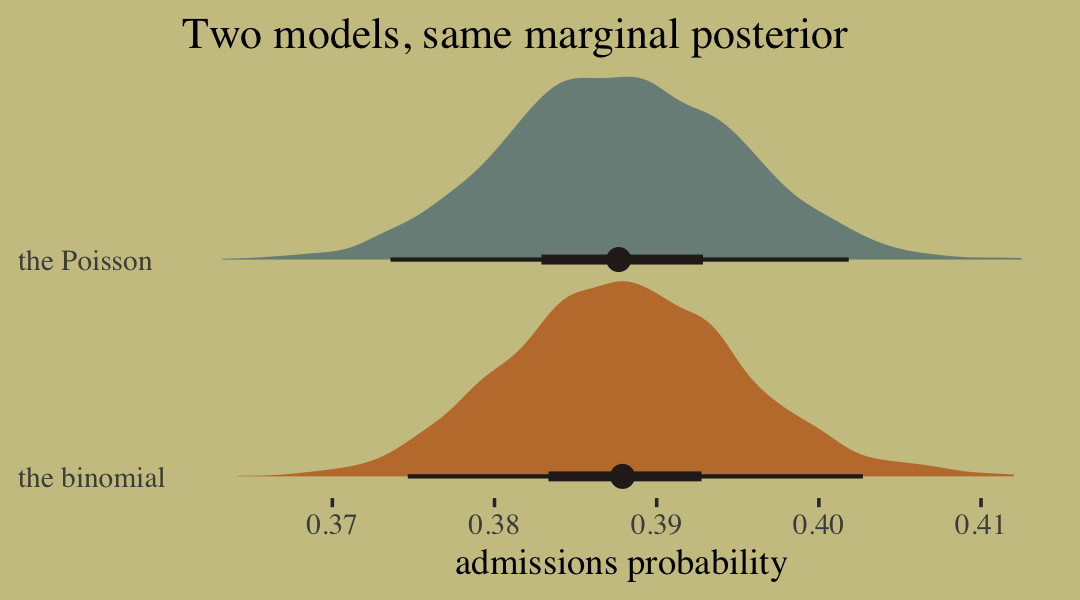 Two models, same marginal posterior
the Poisson
the binomial
0.37 0.38 0.39 0.40 0.41
admissions probability